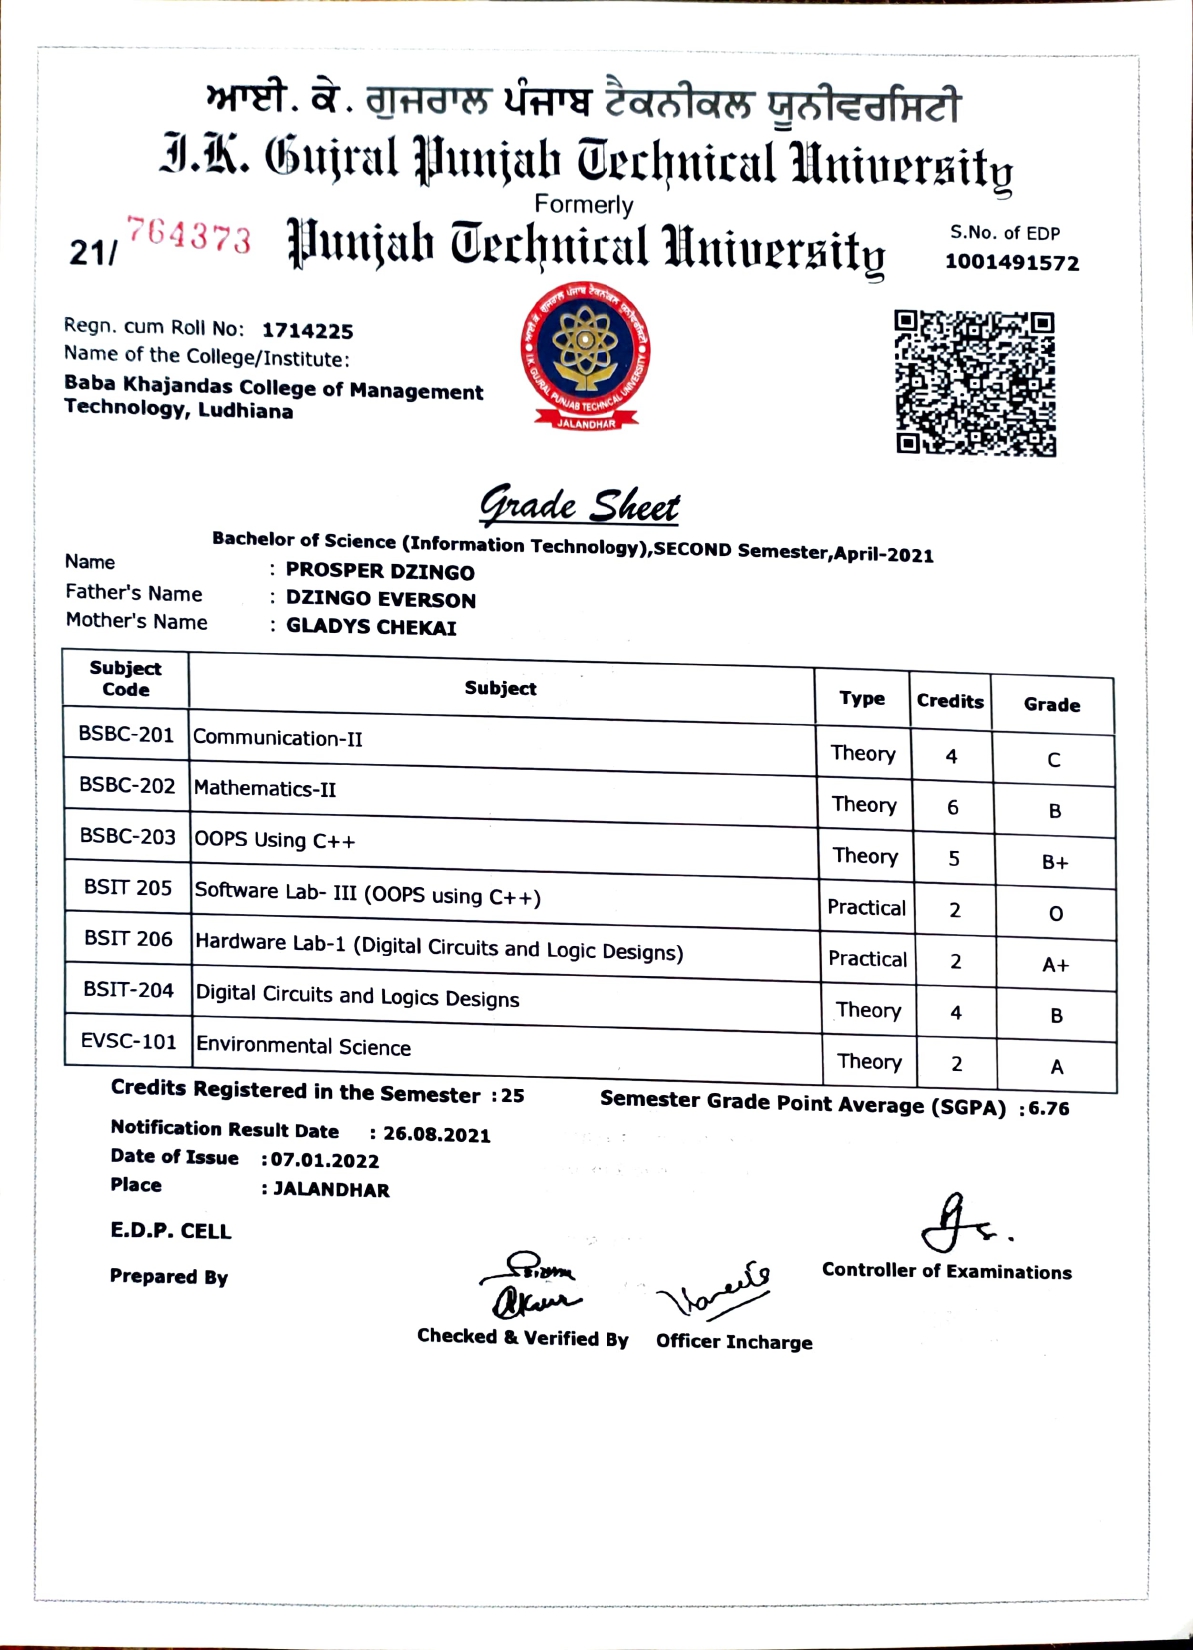 ਆਈ. ਕੇ. ਗੁਜਰਾਲ ਪੰਜਾਬ ਟੈਕਨੀਕਲ ਯੂਨੀਵਰਸਿਟੀ
I.K. Gujral Punjab Technical University
Formerly
21/ 764373 Punjab Technical University
S.No. of EDP
1001491572
Regn. cum Roll No: 1714225
Name of the College/Institute:
Baba Khajandas College of Management
Technology, Ludhiana
ਆਈ.ਕੇ. ਗੁਜਰਾਲ ਪੰਜਾਬ ਟੈਕਨੀਕਲ ਯੂਨੀਵਰਸਿਟੀ
I.K. GUJRAL PUNJAB TECHNICAL UNIVERSITY
JALANDHAR
Grade Sheet
Bachelor of Science (Information Technology),SECOND Semester,April-2021
Name : PROSPER DZINGO
Father's Name : DZINGO EVERSON
Mother's Name : GLADYS CHEKAI
Subject Code Subject Type Credits Grade
BSBC-201 Communication-II Theory 4 C
BSBC-202 Mathematics-II Theory 6 B
BSBC-203 OOPS Using C++ Theory 5 B+
BSIT 205 Software Lab- III (OOPS using C++) Practical 2 O
BSIT 206 Hardware Lab-1 (Digital Circuits and Logic Designs) Practical 2 A+
BSIT-204 Digital Circuits and Logics Designs Theory 4 B
EVSC-101 Environmental Science Theory 2 A
Credits Registered in the Semester :25 Semester Grade Point Average (SGPA) :6.76
Notification Result Date : 26.08.2021
Date of Issue :07.01.2022
Place : JALANDHAR
E.D.P. CELL
Prepared By
Controller of Examinations
Checked & Verified By Officer Incharge